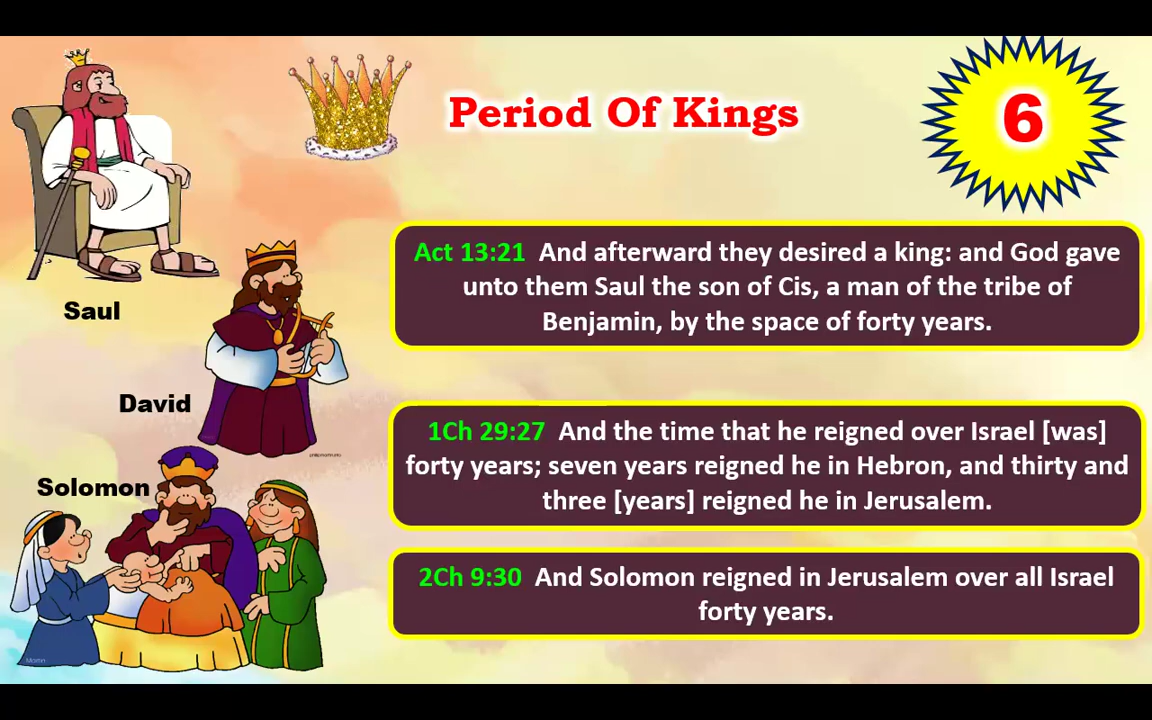 Period Of Kings
6
Act 13:21 And afterward they desired a king: and God gave
unto them Saul the son of Cis, a man of the tribe of
Benjamin, by the space of forty years.
Saul
David
1Ch 29:27 And the time that he reigned over Israel [was]
forty years; seven years reigned he in Hebron, and thirty and
three [years] reigned he in Jerusalem.
Solomon
2Ch 9:30 And Solomon reigned in Jerusalem over all Israel
forty years.
Martin